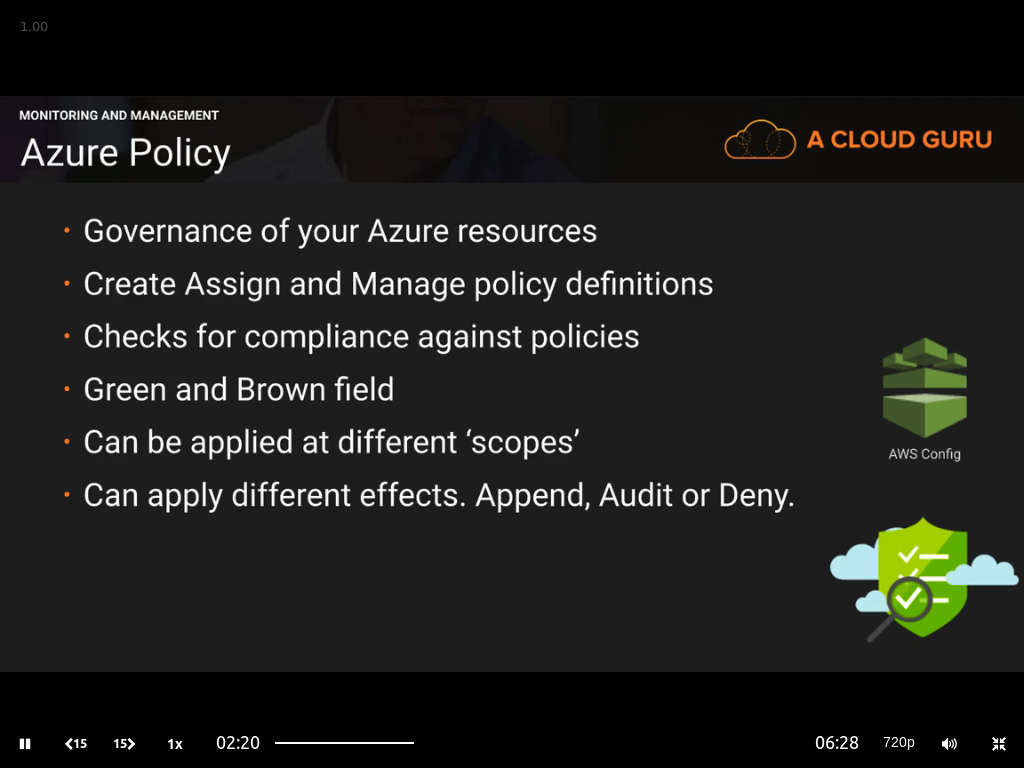 1.00
MONITORING AND MANAGEMENT
Azure Policy
A CLOUD GURU
Governance of your Azure resources
Create Assign and Manage policy definitions
Checks for compliance against policies
Green and Brown field
Can be applied at different ‘scopes’
Can apply different effects. Append, Audit or Deny.
AWS Config
15 15 1x 02:20 06:28 720p